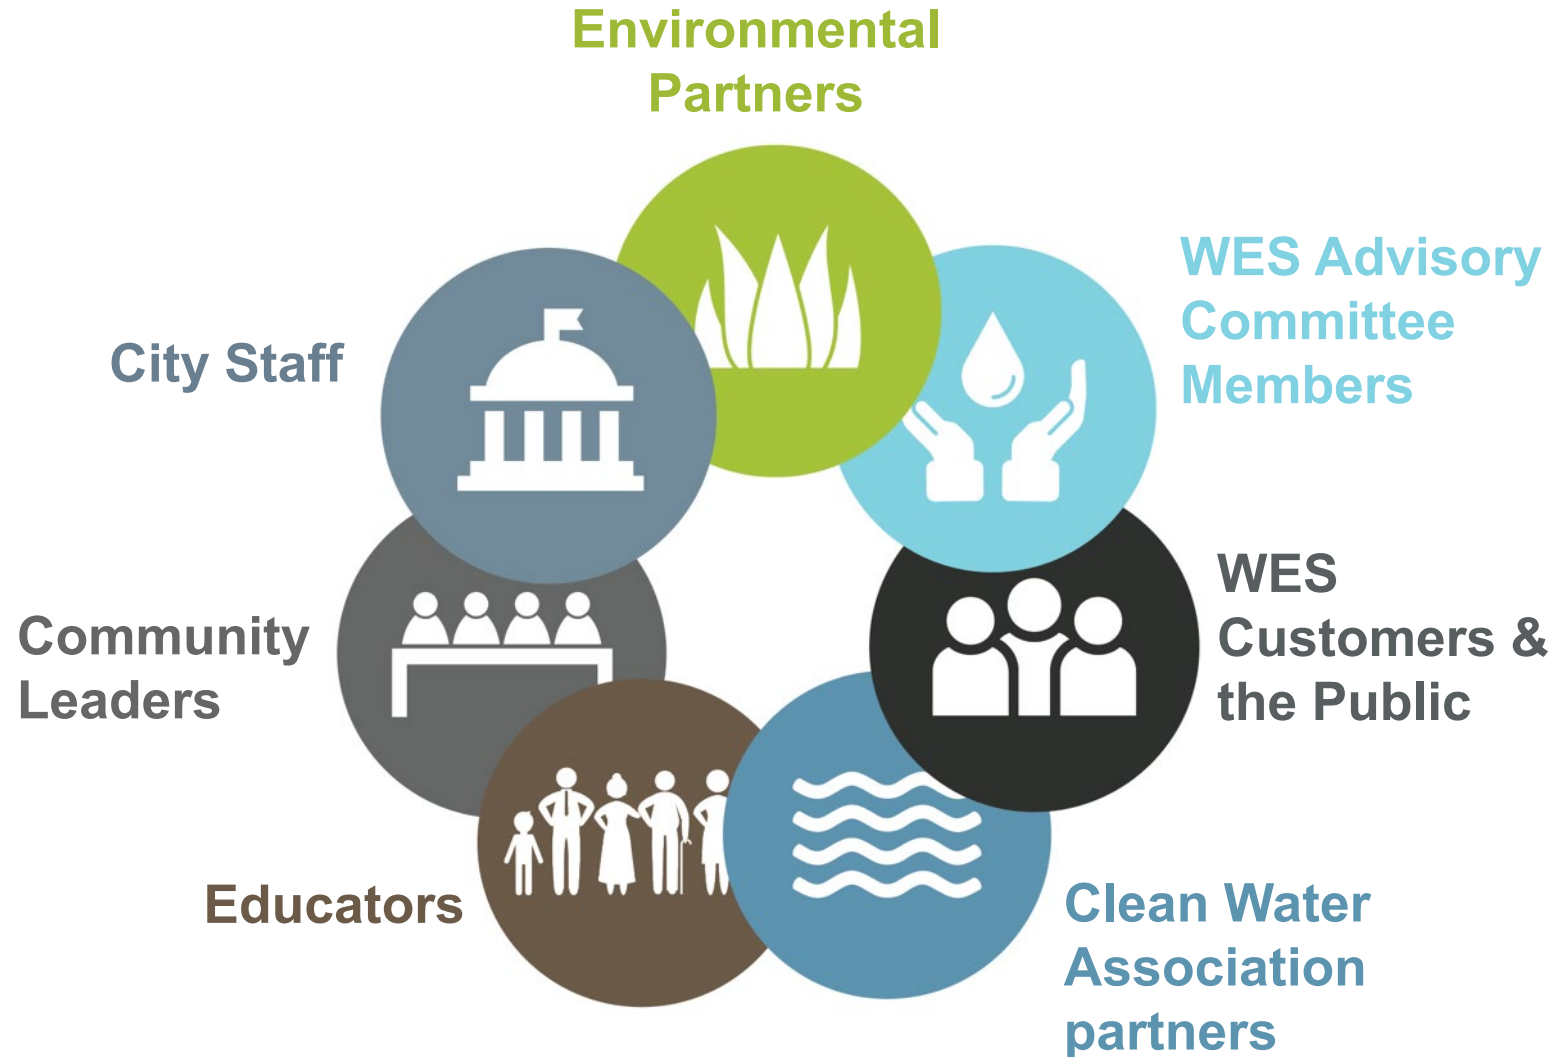 Environmental
Partners
WES Advisory
Committee
Members
City Staff
WES
Customers &
the Public
Community
Leaders
Educators
Clean Water
Association
partners